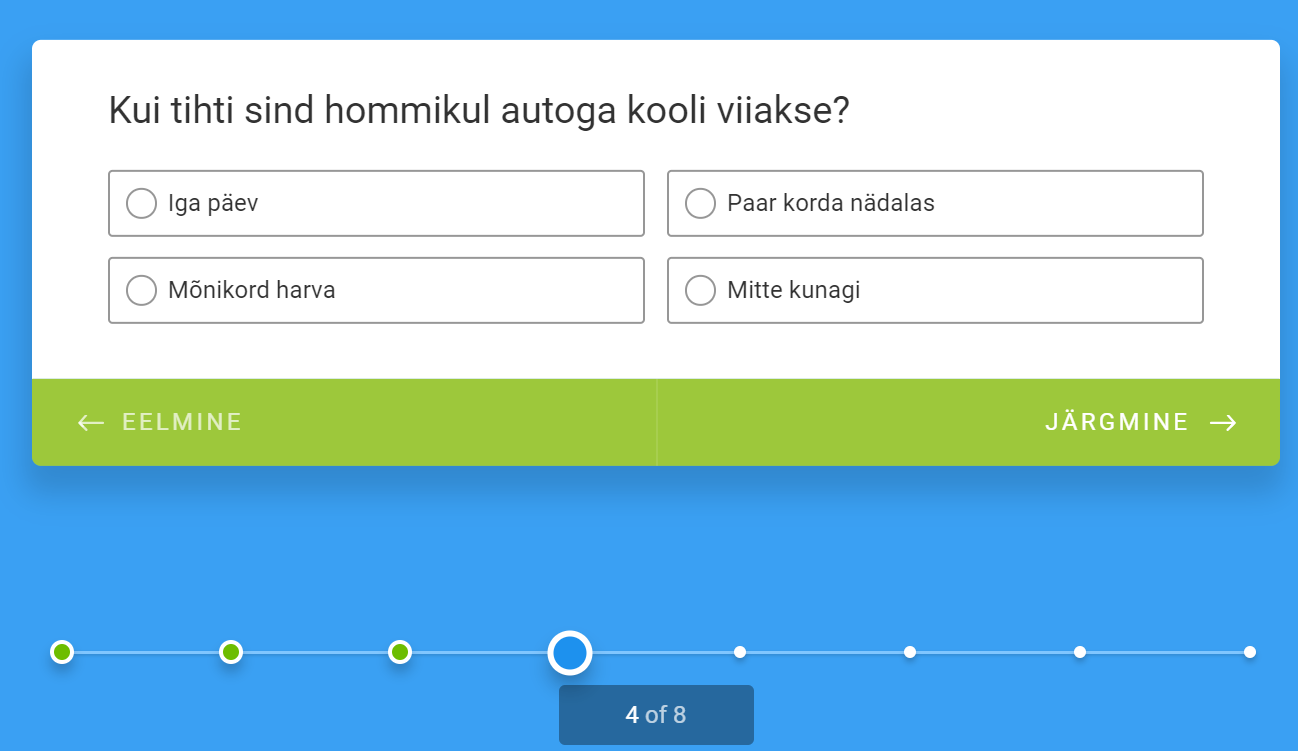 Kui tihti sind hommikul autoga kooli viiakse?
Iga päev
Paar korda nädalas
Mõnikord harva
Mitte kunagi
EELMINE
JÄRGMINE
4 of 8